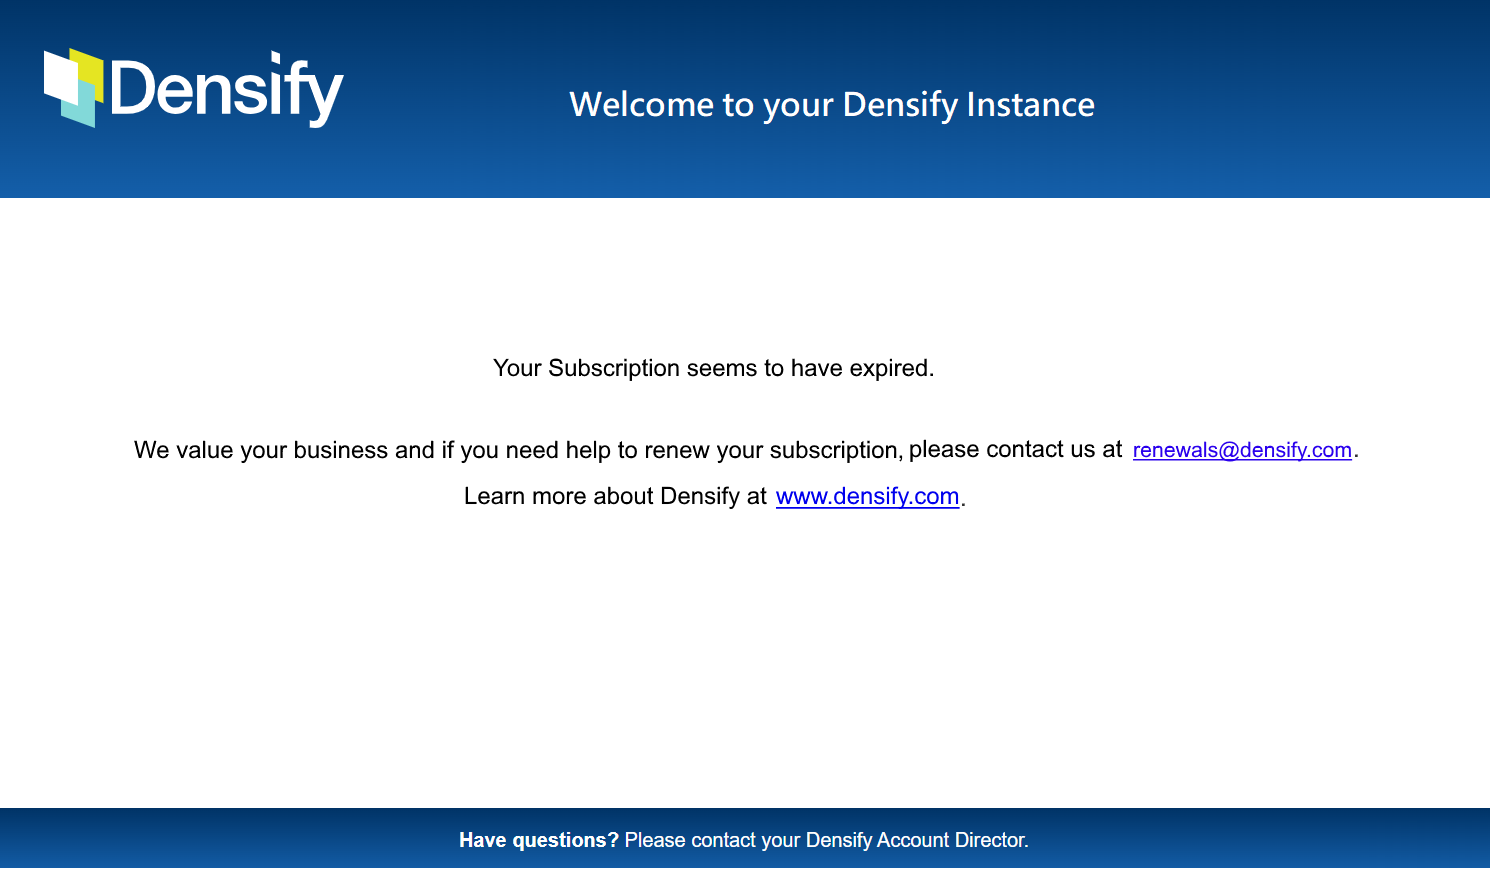 Densify
Welcome to your Densify Instance
Your Subscription seems to have expired.
We value your business and if you need help to renew your subscription, please contact us at renewals@densify.com.
Learn more about Densify at www.densify.com.
Have questions? Please contact your Densify Account Director.